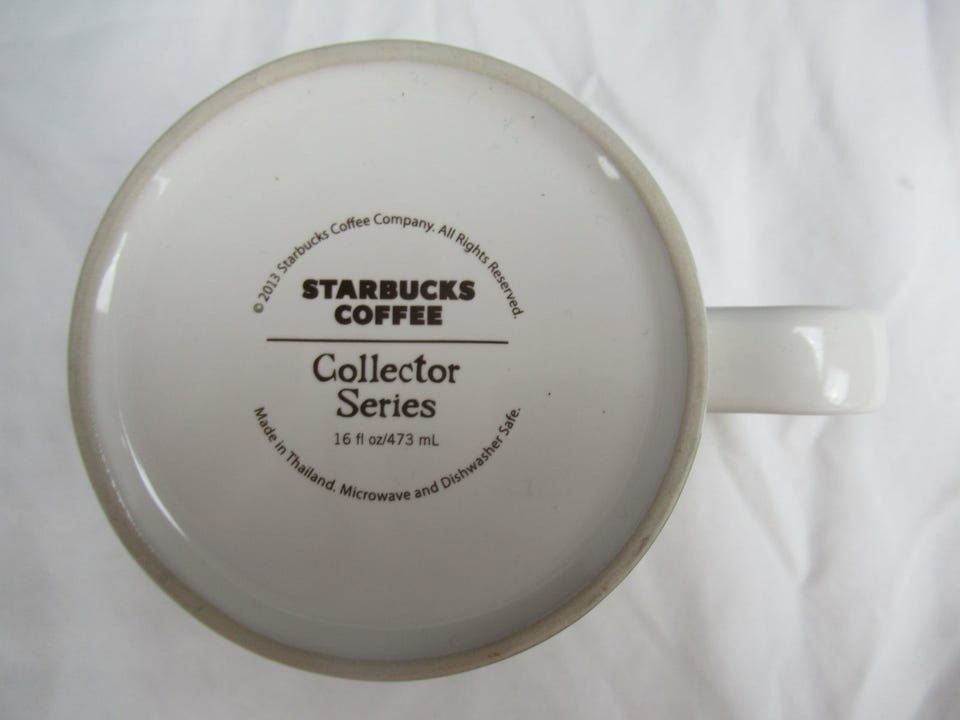 © 2013 Starbucks Coffee Company. All Rights Reserved.
STARBUCKS
COFFEE
Collector
Series
16 fl oz/473 mL
Made in Thailand. Microwave and Dishwasher Safe.